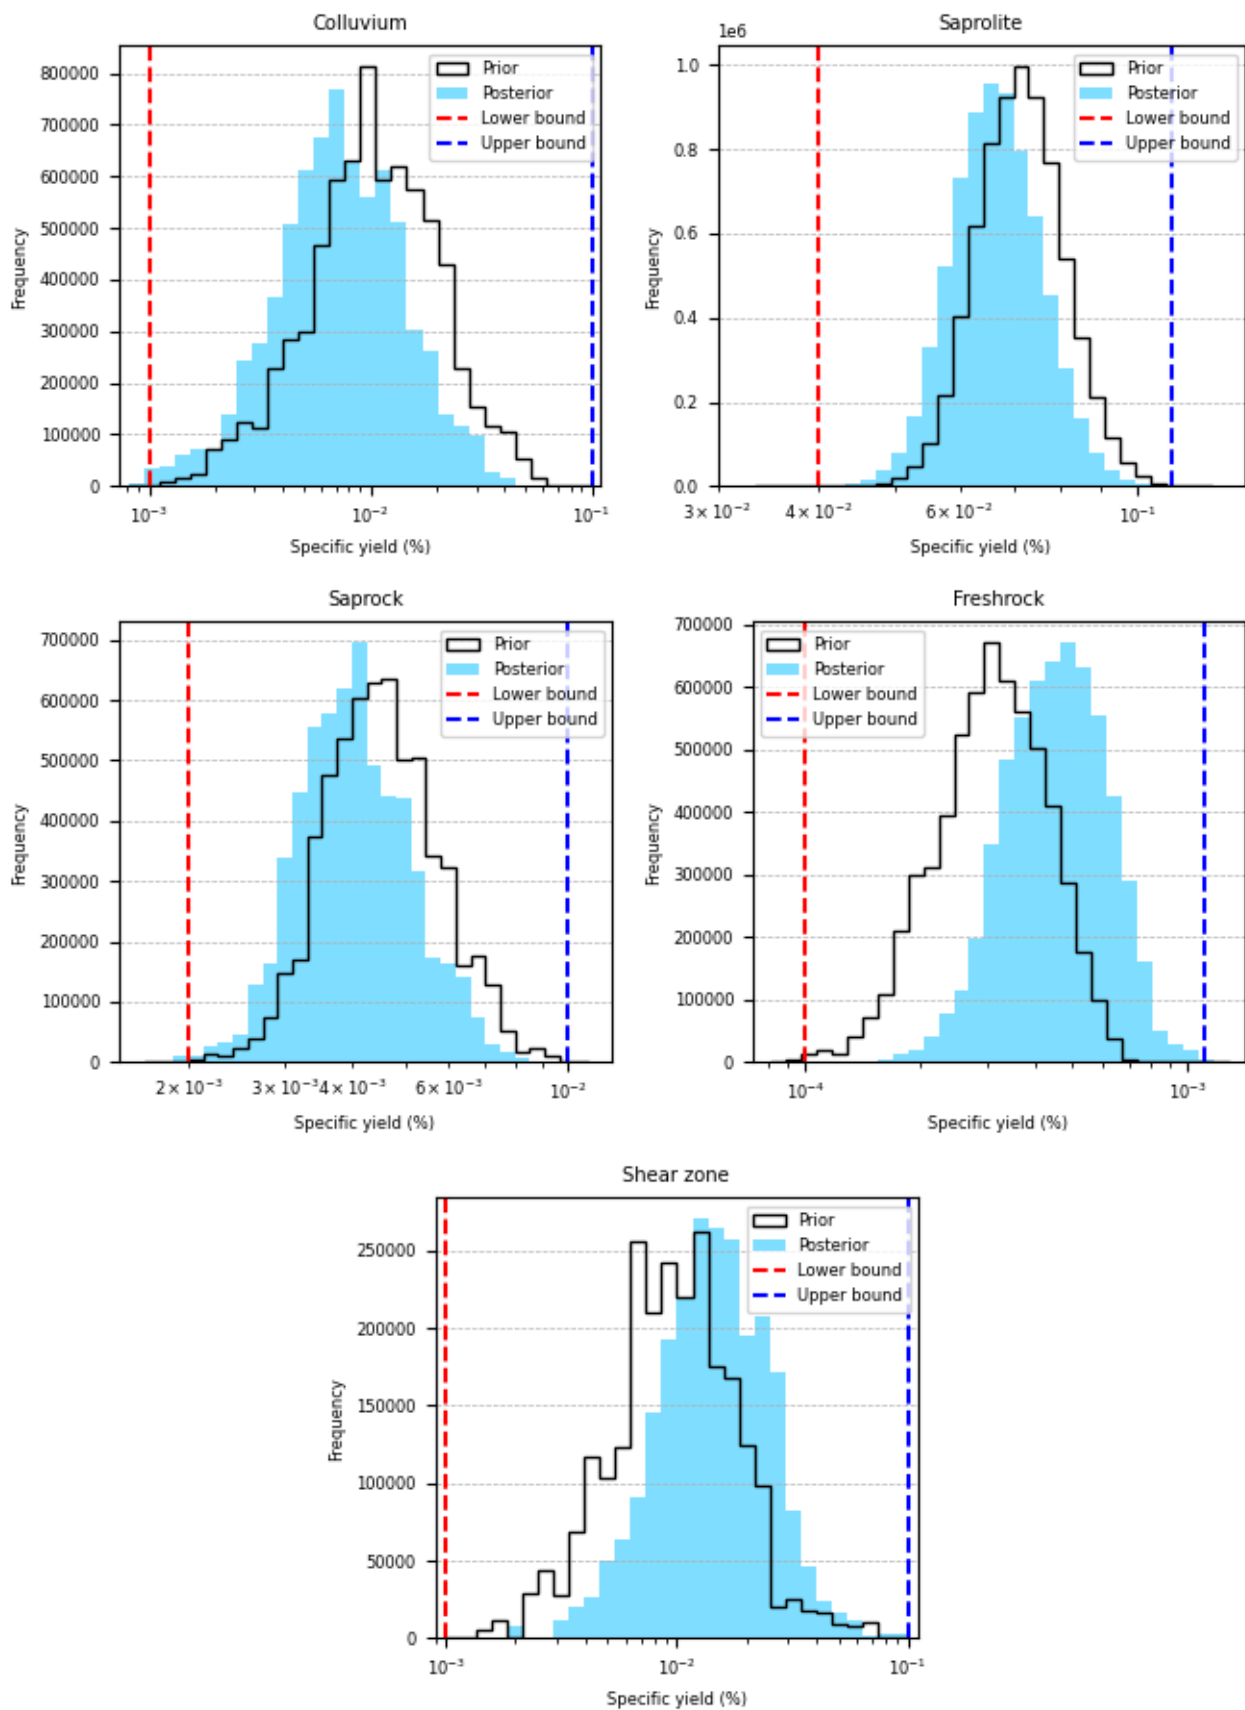 Colluvium
800000
700000
600000
500000
400000
300000
200000
100000
0
Frequency
Prior
Posterior
Lower bound
Upper bound
10⁻³
10⁻²
10⁻¹
Specific yield (%)
Saprolite
1e6
1.0
0.8
0.6
0.4
0.2
0.0
Frequency
Prior
Posterior
Lower bound
Upper bound
3 × 10⁻²
4 × 10⁻²
6 × 10⁻²
10⁻¹
Specific yield (%)
Saprock
700000
600000
500000
400000
300000
200000
100000
0
Frequency
Prior
Posterior
Lower bound
Upper bound
2 × 10⁻³
3 × 10⁻³
4 × 10⁻³
6 × 10⁻³
10⁻²
Specific yield (%)
Freshrock
700000
600000
500000
400000
300000
200000
100000
0
Frequency
Prior
Posterior
Lower bound
Upper bound
10⁻⁴
10⁻³
Specific yield (%)
Shear zone
250000
200000
150000
100000
50000
0
Frequency
Prior
Posterior
Lower bound
Upper bound
10⁻³
10⁻²
10⁻¹
Specific yield (%)